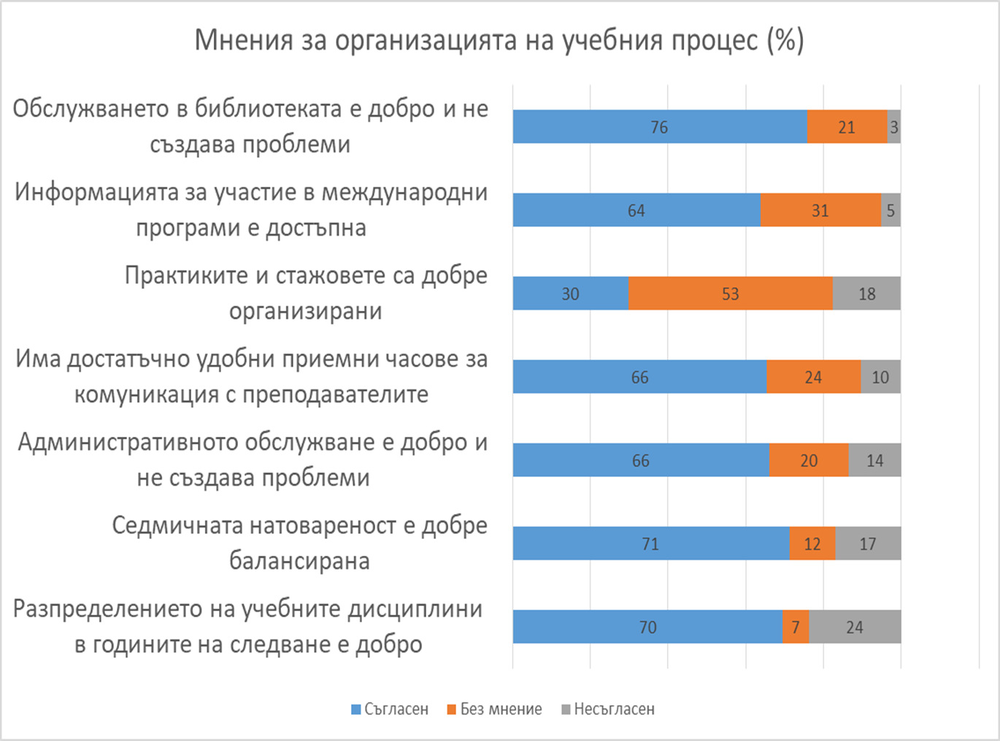 Мнения за организацията на учебния процес (%)
Обслужването в библиотеката е добро и не
създава проблеми
76 21 3
Информацията за участие в международни
програми е достъпна
64 31 5
Практиките и стажовете са добре
организирани
30 53 18
Има достатъчно удобни приемни часове за
комуникация с преподавателите
66 24 10
Административното обслужване е добро и
не създава проблеми
66 20 14
Седмичната натовареност е добре
балансирана
71 12 17
Разпределението на учебните дисциплини
в годините на следване е добро
70 7 24
Съгласен Без мнение Несъгласен